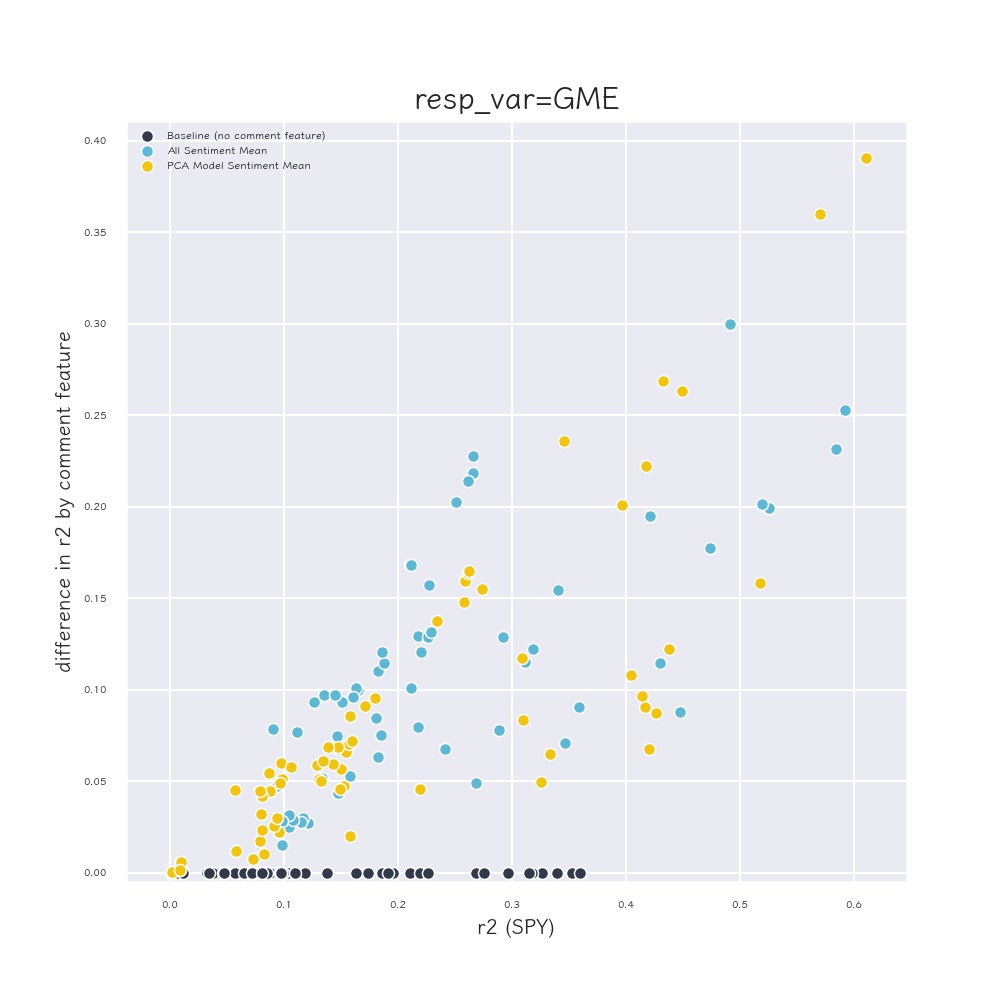 resp_var=GME
Baseline (no comment feature)
All Sentiment Mean
PCA Model Sentiment Mean
difference in r2 by comment feature
0.40
0.35
0.30
0.25
0.20
0.15
0.10
0.05
0.00
0.0 0.1 0.2 0.3 0.4 0.5 0.6
r2 (SPY)